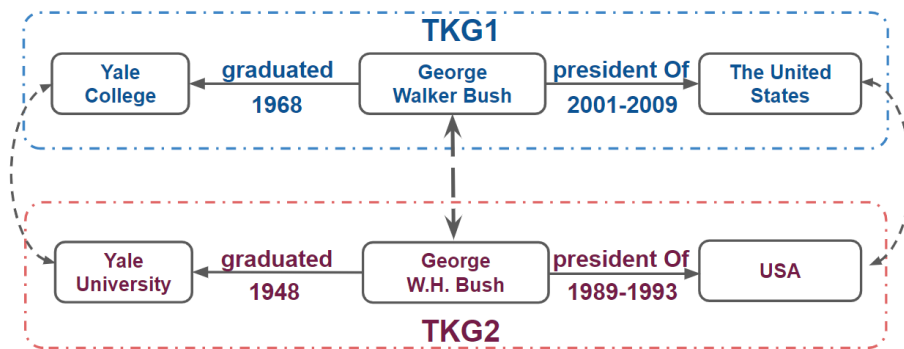 TKG1
Yale
College
graduated
1968
George
Walker Bush
president Of
2001-2009
The United
States
Yale
University
graduated
1948
George
W.H. Bush
president Of
1989-1993
USA
TKG2